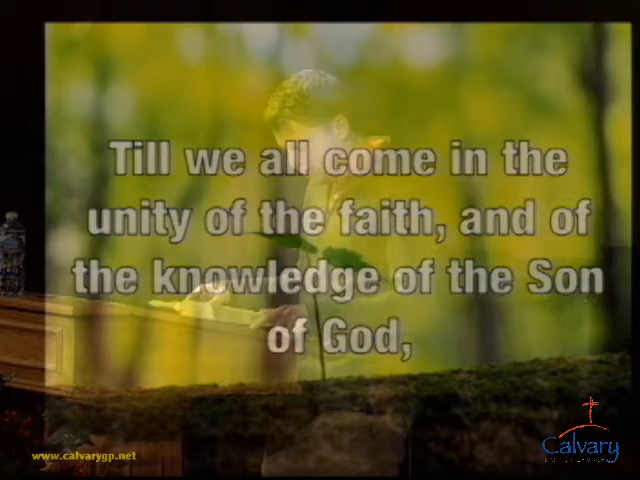 Till we all come in the
unity of the faith, and of
the knowledge of the Son
of God,
www.calvarygp.net
Calvary